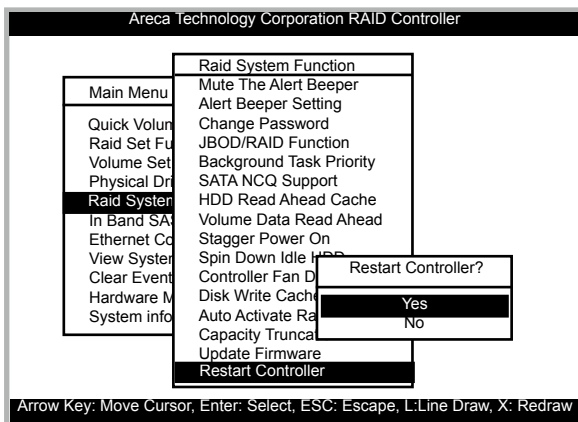 Areca Technology Corporation RAID Controller
Main Menu
Quick Volun
Raid Set Fu
Volume Set
Physical Dri
Raid System
In Band SA
Ethernet Co
View System
Clear Event
Hardware M
System info
Raid System Function
Mute The Alert Beeper
Alert Beeper Setting
Change Password
JBOD/RAID Function
Background Task Priority
SATA NCQ Support
HDD Read Ahead Cache
Volume Data Read Ahead
Stagger Power On
Spin Down Idle HDD
Controller Fan D
Disk Write Cache
Auto Activate Ra
Capacity Truncat
Update Firmware
Restart Controller
Restart Controller?
Yes
No
Arrow Key: Move Cursor, Enter: Select, ESC: Escape, L:Line Draw, X: Redraw